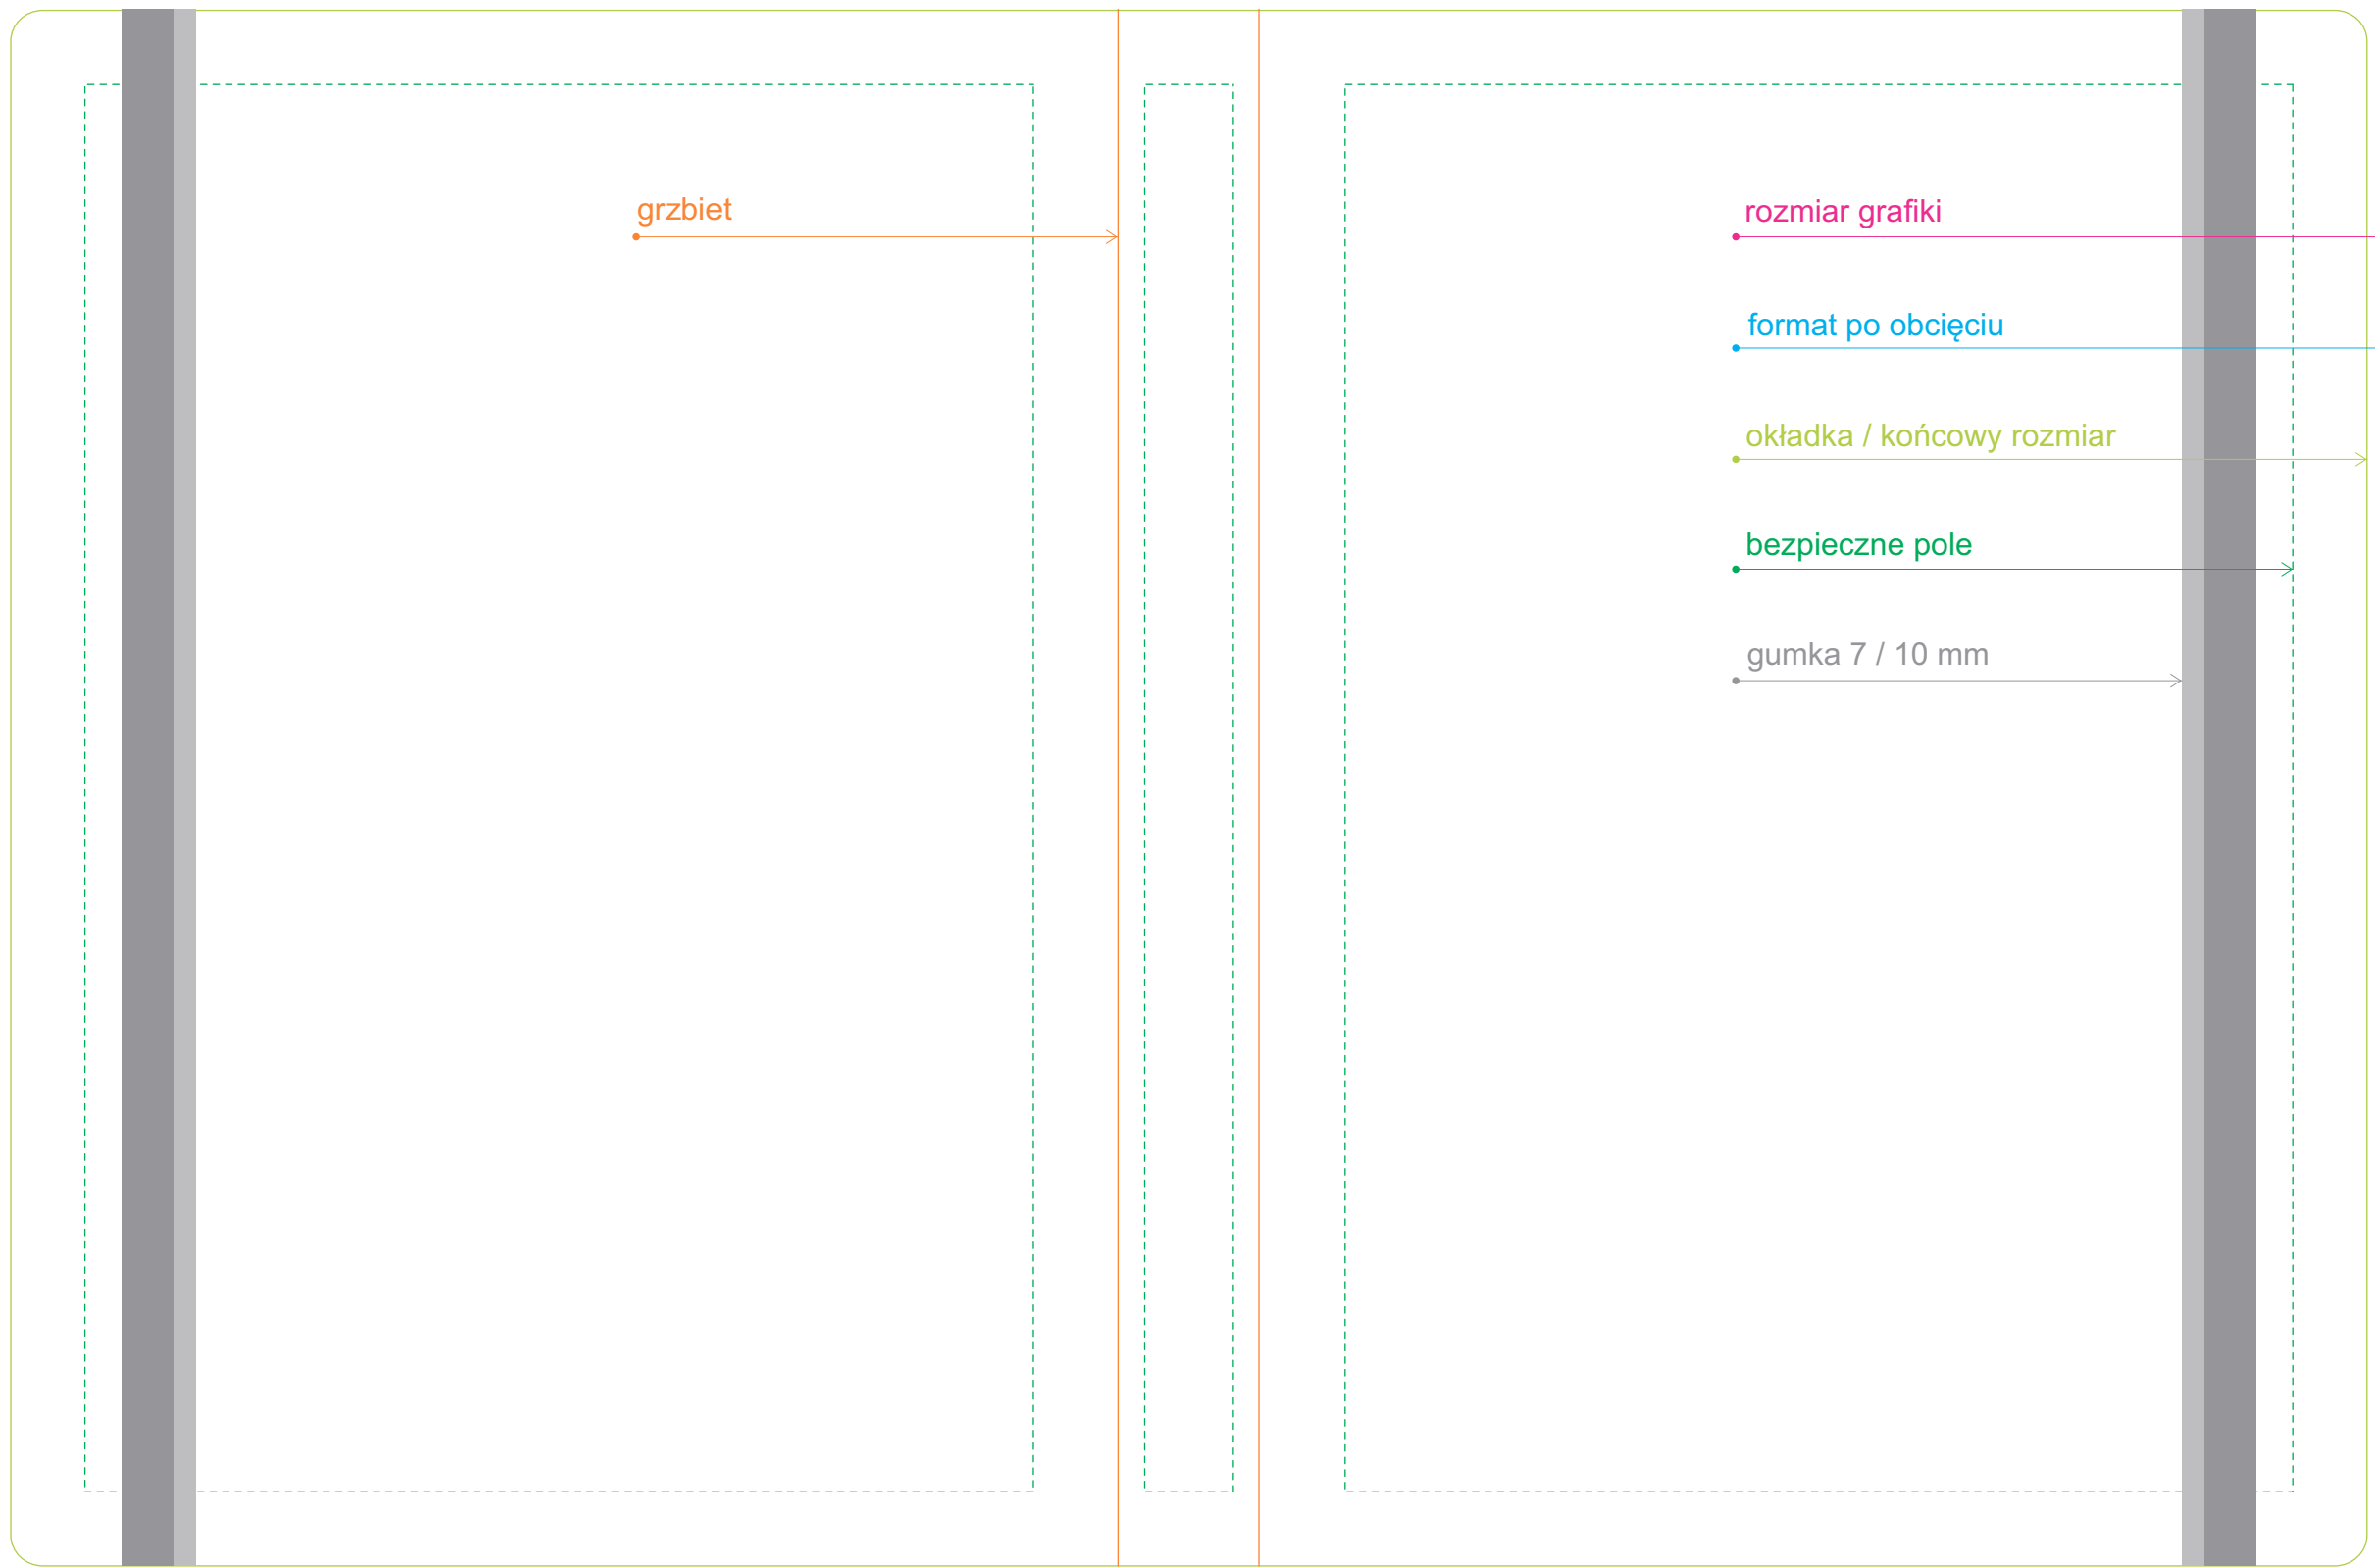 grzbiet
rozmiar grafiki
format po obcięciu
okładka / końcowy rozmiar
bezpieczne pole
gumka 7 / 10 mm